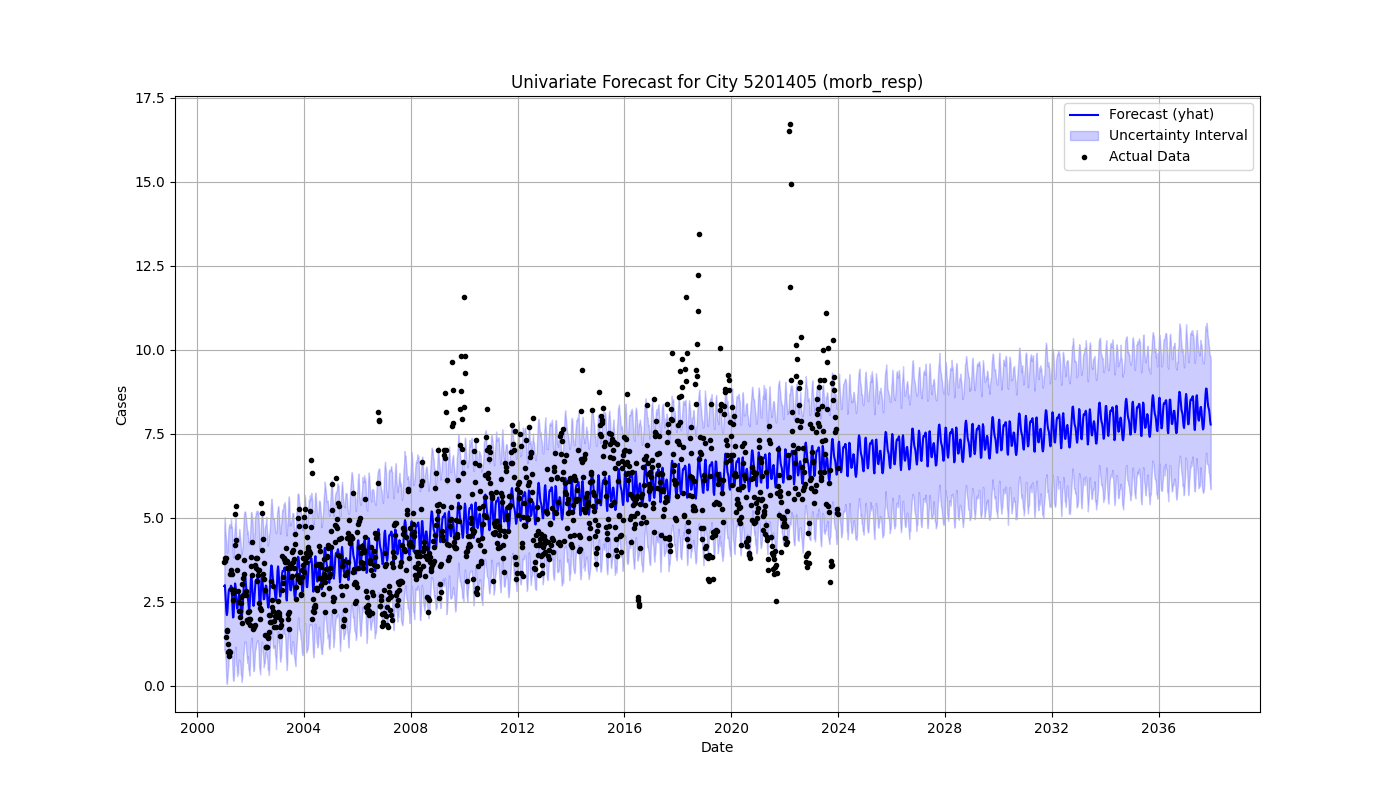 Univariate Forecast for City 5201405 (morb_resp)
Forecast (yhat)
Uncertainty Interval
Actual Data
Cases
17.5
15.0
12.5
10.0
7.5
5.0
2.5
0.0
2000 2004 2008 2012 2016 2020 2024 2028 2032 2036
Date